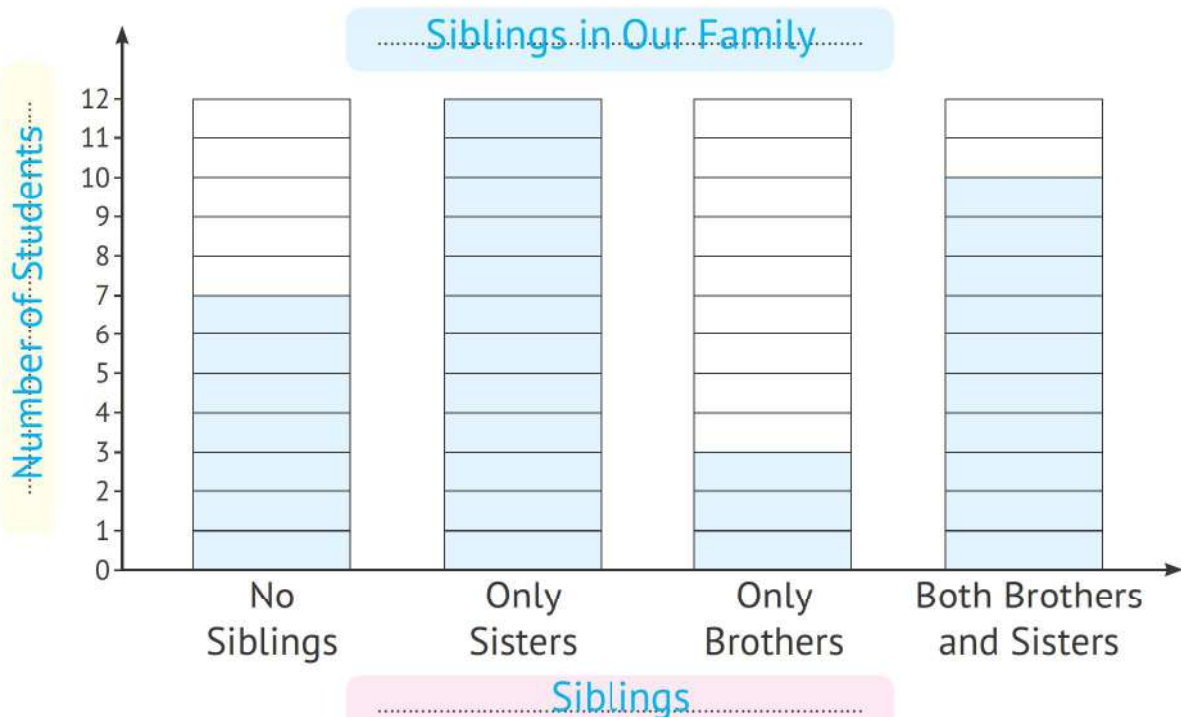 Siblings in Our Family
Number of Students
12
11
10
9
8
7
6
5
4
3
2
1
0
No
Siblings
Only
Sisters
Only
Brothers
Both Brothers
and Sisters
Siblings